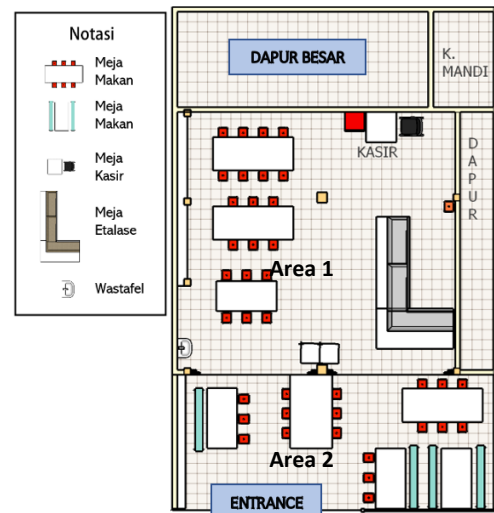 Notasi
Meja
Makan
Meja
Makan
Meja
Kasir
Meja
Etalase
Wastafel
DAPUR BESAR
K.
MANDI
KASIR
D
A
P
U
R
Area 1
Area 2
ENTRANCE